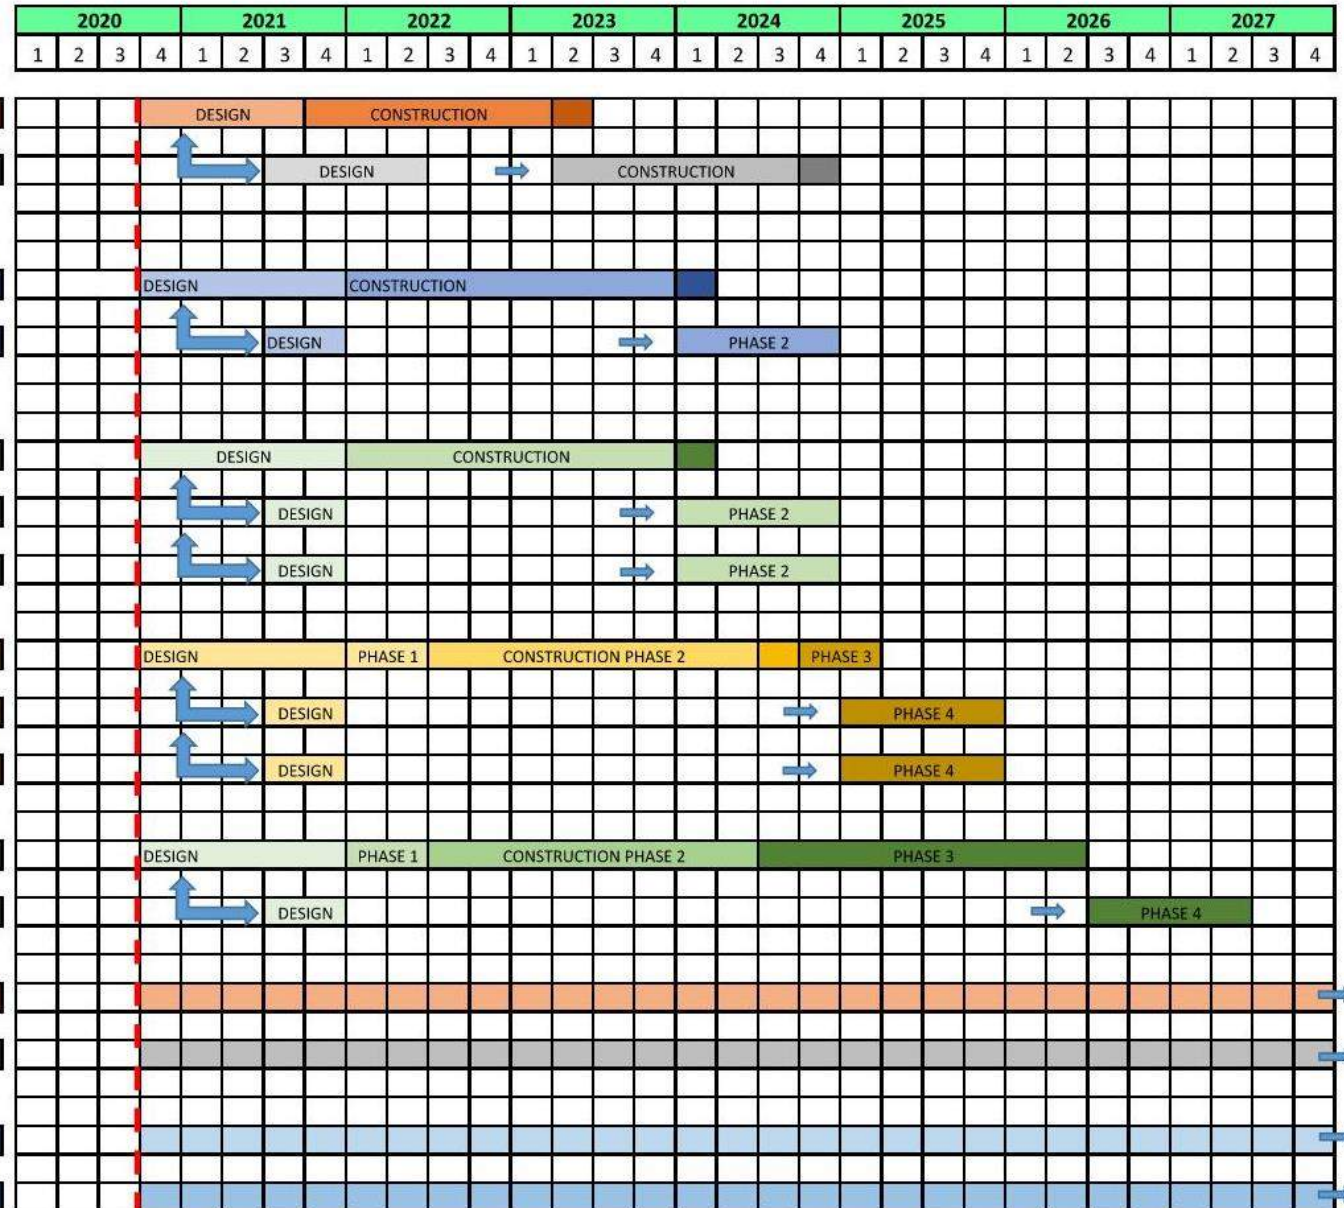 2020 2021 2022 2023 2024 2025 2026 2027
1 2 3 4 1 2 3 4 1 2 3 4 1 2 3 4 1 2 3 4 1 2 3 4 1 2 3 4 1 2 3 4
DESIGN CONSTRUCTION
DESIGN CONSTRUCTION
DESIGN CONSTRUCTION
DESIGN PHASE 2
DESIGN CONSTRUCTION
DESIGN PHASE 2
DESIGN PHASE 2
DESIGN PHASE 1 CONSTRUCTION PHASE 2 PHASE 3
DESIGN PHASE 4
DESIGN PHASE 4
DESIGN PHASE 1 CONSTRUCTION PHASE 2 PHASE 3
DESIGN PHASE 4